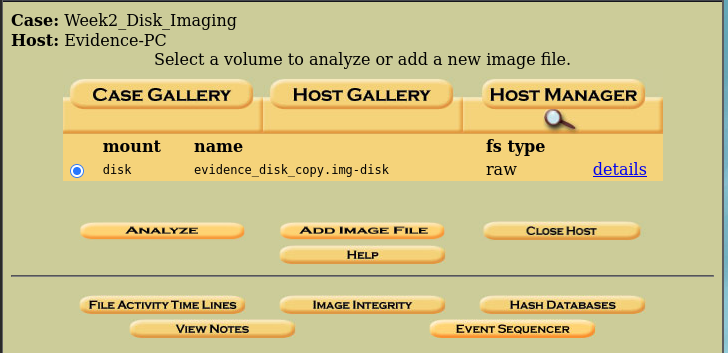 Case: Week2_Disk_Imaging
Host: Evidence-PC
Select a volume to analyze or add a new image file.
CASE GALLERY HOST GALLERY HOST MANAGER
mount name fs type
disk evidence_disk_copy.img-disk raw details
ANALYZE ADD IMAGE FILE CLOSE HOST
HELP
FILE ACTIVITY TIME LINES IMAGE INTEGRITY HASH DATABASES
VIEW NOTES EVENT SEQUENCER